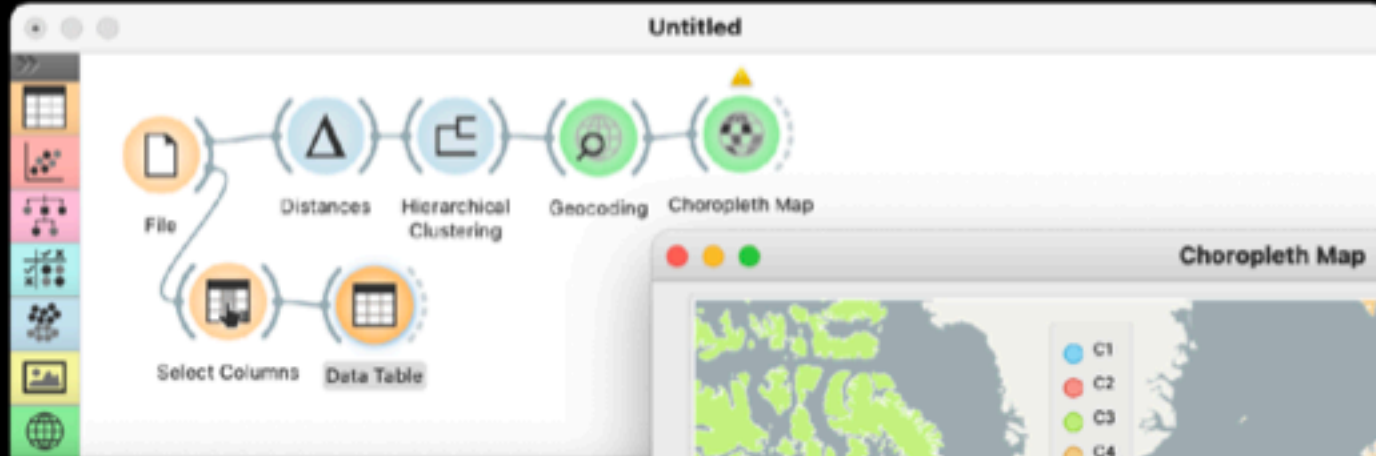 Untitled
File
Distances
Hierarchical
Clustering
Geocoding
Choropleth Map
Select Columns
Data Table
Choropleth Map
C1
C2
C3
C4